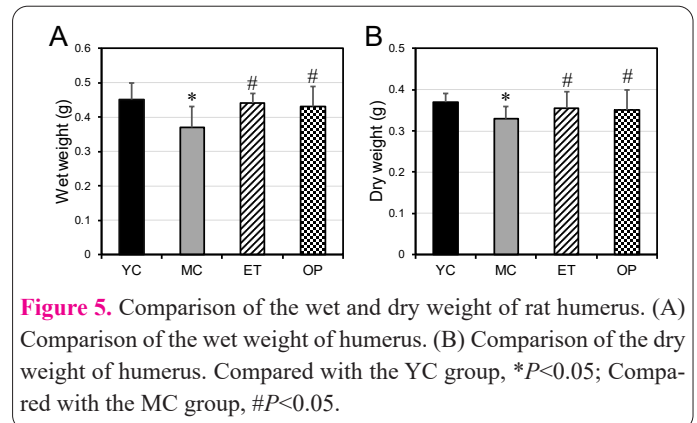 A
B
0.6
0.5
0.4
0.3
0.2
0.1
0
Wet weight (g)
*
#
#
YC MC ET OP
0.5
0.4
0.3
0.2
0.1
0
Dry weight (g)
*
#
#
YC MC ET OP
Figure 5. Comparison of the wet and dry weight of rat humerus. (A)
Comparison of the wet weight of humerus. (B) Comparison of the dry
weight of humerus. Compared with the YC group, *P<0.05; Compa-
red with the MC group, #P<0.05.